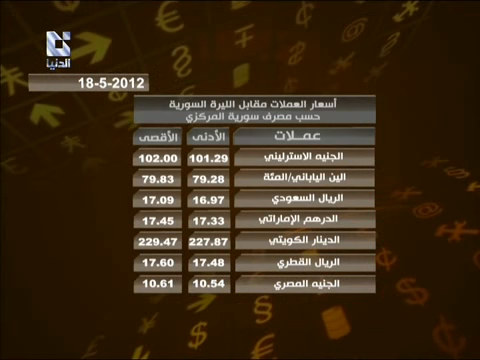 الدنيا
18-5-2012
أسعار العملات مقابل الليرة السورية
حسب مصرف سورية المركزي
عمـــلات الأدنى الأقصى
الجنيه الاسترليني 101.29 102.00
الين الياباني/المئة 79.28 79.83
الريال السعودي 16.97 17.09
الدرهم الإماراتي 17.33 17.45
الدينار الكويتي 227.87 229.47
الريال القطري 17.48 17.60
الجنيه المصري 10.54 10.61